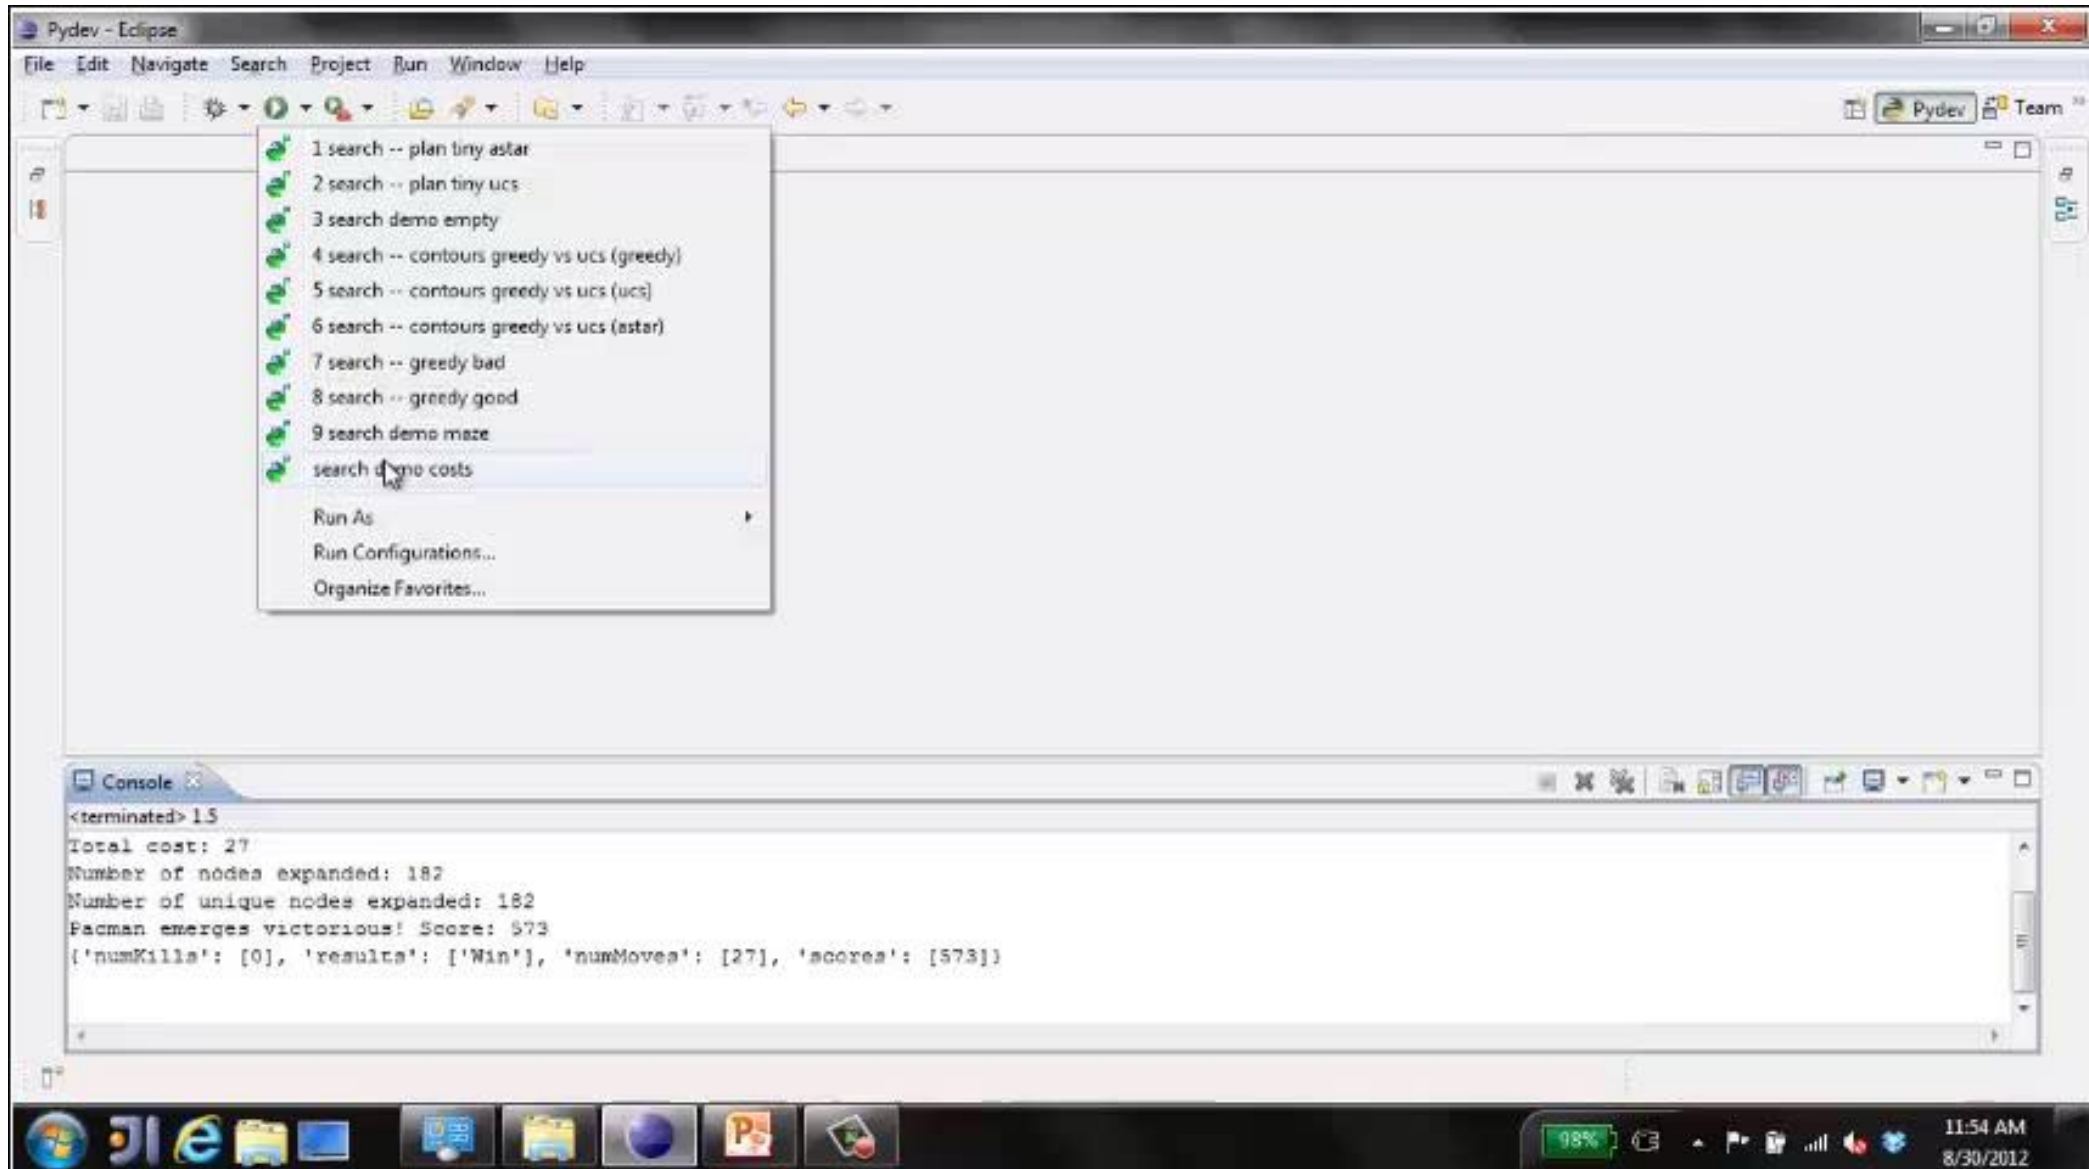 Pydev - Eclipse
File Edit Navigate Search Project Run Window Help
Pydev Team
1 search -- plan tiny astar
2 search -- plan tiny ucs
3 search demo empty
4 search -- contours greedy vs ucs (greedy)
5 search -- contours greedy vs ucs (ucs)
6 search -- contours greedy vs ucs (astar)
7 search -- greedy bad
8 search -- greedy good
9 search demo maze
search demo costs
Run As
Run Configurations...
Organize Favorites...
Console
<terminated> 1.5
Total cost: 27
Number of nodes expanded: 182
Number of unique nodes expanded: 182
Pacman emerges victorious! Score: 573
{'numKills': [0], 'results': ['Win'], 'numMoves': [27], 'scores': [573]}
98%
11:54 AM
8/30/2012